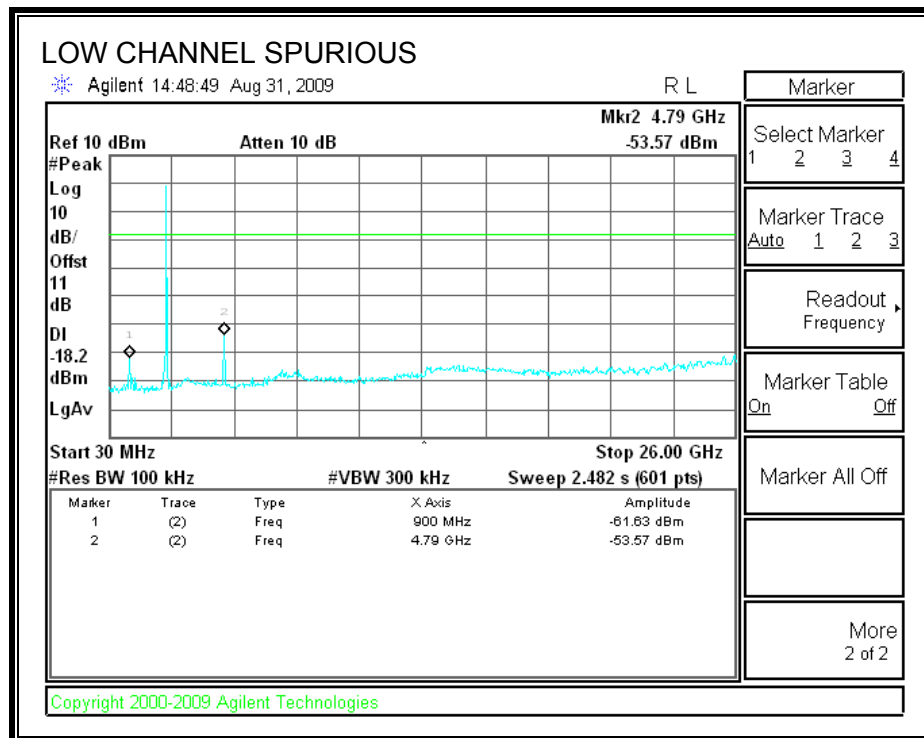 LOW CHANNEL SPURIOUS
Agilent 14:48:49 Aug 31, 2009
R L
Mkr2 4.79 GHz
Ref 10 dBm
Atten 10 dB
-53.57 dBm
#Peak
Log
10
dB/
Offst
11
dB
DI
-18.2
dBm
LgAv
1
2
Start 30 MHz
Stop 26.00 GHz
#Res BW 100 kHz
#VBW 300 kHz
Sweep 2.482 s (601 pts)
Marker Trace Type X Axis Amplitude
1 (2) Freq 900 MHz -61.63 dBm
2 (2) Freq 4.79 GHz -53.57 dBm
Copyright 2000-2009 Agilent Technologies
Marker
Select Marker
1 2 3 4
Marker Trace
Auto 1 2 3
Readout
Frequency
Marker Table
On Off
Marker All Off
More
2 of 2